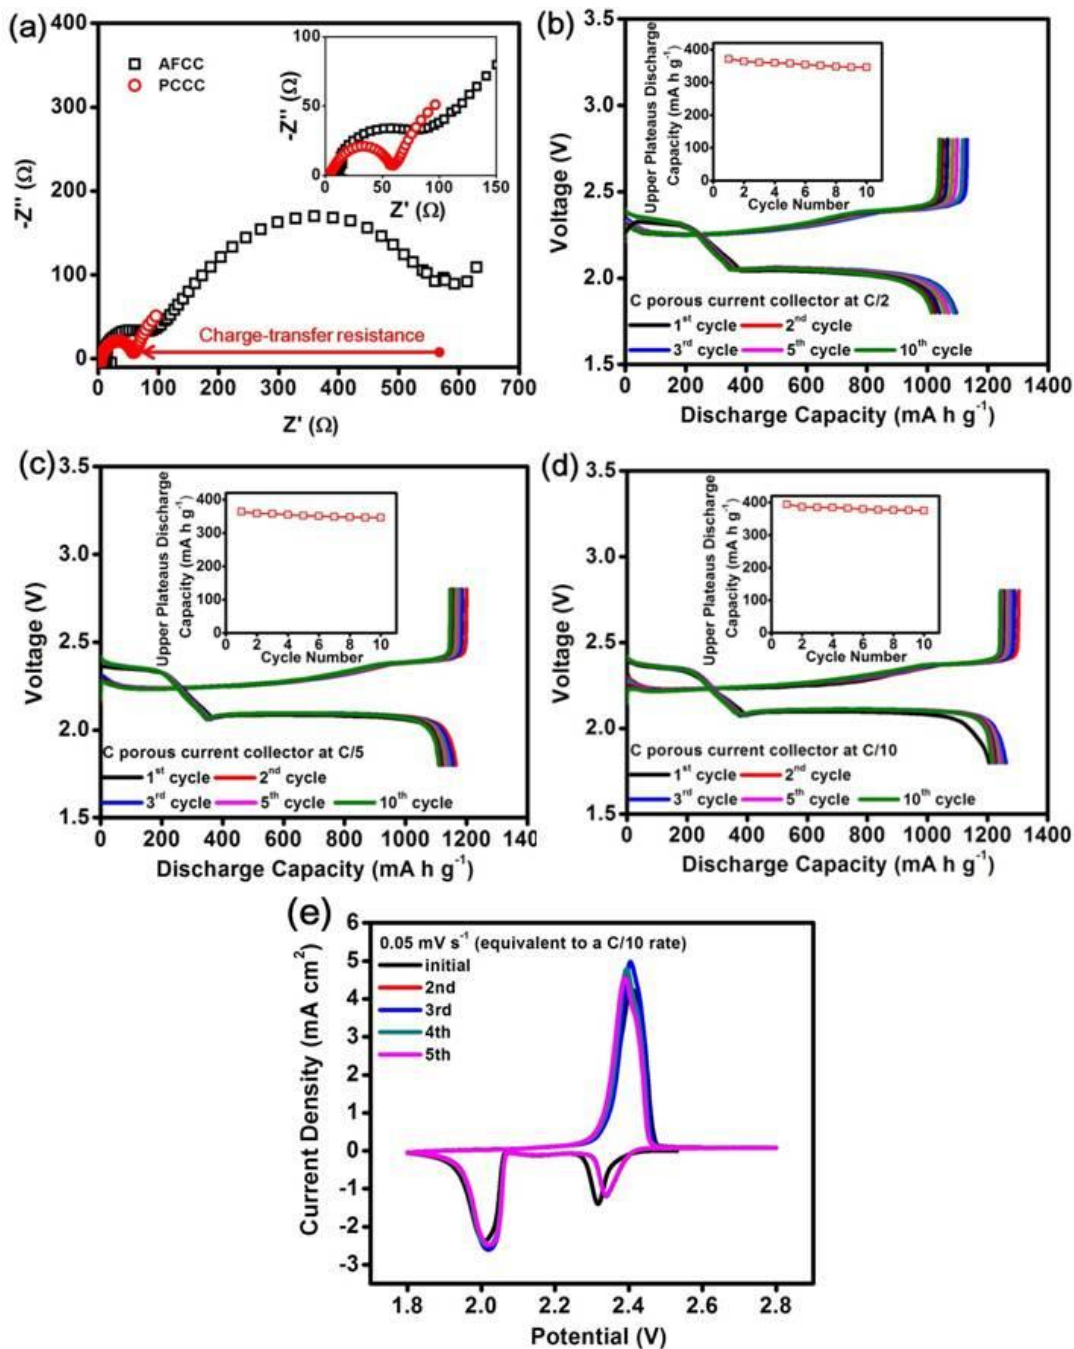 (a)
400
300
200
100
0
-Z'' (Ω)
AFCC
PCCC
100
50
0
-Z'' (Ω)
0 50 100 150
Z' (Ω)
Charge-transfer resistance
0 100 200 300 400 500 600 700
Z' (Ω)
(b)
3.5
3.0
2.5
2.0
1.5
Voltage (V)
Upper Plateaus Discharge
Capacity (mA h g⁻¹)
400
300
200
100
0
2 4 6 8 10
Cycle Number
C porous current collector at C/2
1ˢᵗ cycle 2ⁿᵈ cycle
3ʳᵈ cycle 5ᵗʰ cycle 10ᵗʰ cycle
0 200 400 600 800 1000 1200 1400
Discharge Capacity (mA h g⁻¹)
(c)
3.5
3.0
2.5
2.0
1.5
Voltage (V)
Upper Plateaus Discharge
Capacity (mA h g⁻¹)
400
300
200
100
0
2 4 6 8 10
Cycle Number
C porous current collector at C/5
1ˢᵗ cycle 2ⁿᵈ cycle
3ʳᵈ cycle 5ᵗʰ cycle 10ᵗʰ cycle
0 200 400 600 800 1000 1200 1400
Discharge Capacity (mA h g⁻¹)
(d)
3.5
3.0
2.5
2.0
1.5
Voltage (V)
Upper Plateaus Discharge
Capacity (mA h g⁻¹)
400
300
200
100
0
2 4 6 8 10
Cycle Number
C porous current collector at C/10
1ˢᵗ cycle 2ⁿᵈ cycle
3ʳᵈ cycle 5ᵗʰ cycle 10ᵗʰ cycle
0 200 400 600 800 1000 1200 1400
Discharge Capacity (mA h g⁻¹)
(e)
6
5
4
3
2
1
0
-1
-2
-3
Current Density (mA cm²)
0.05 mV s⁻¹ (equivalent to a C/10 rate)
initial
2nd
3rd
4th
5th
1.8 2.0 2.2 2.4 2.6 2.8
Potential (V)